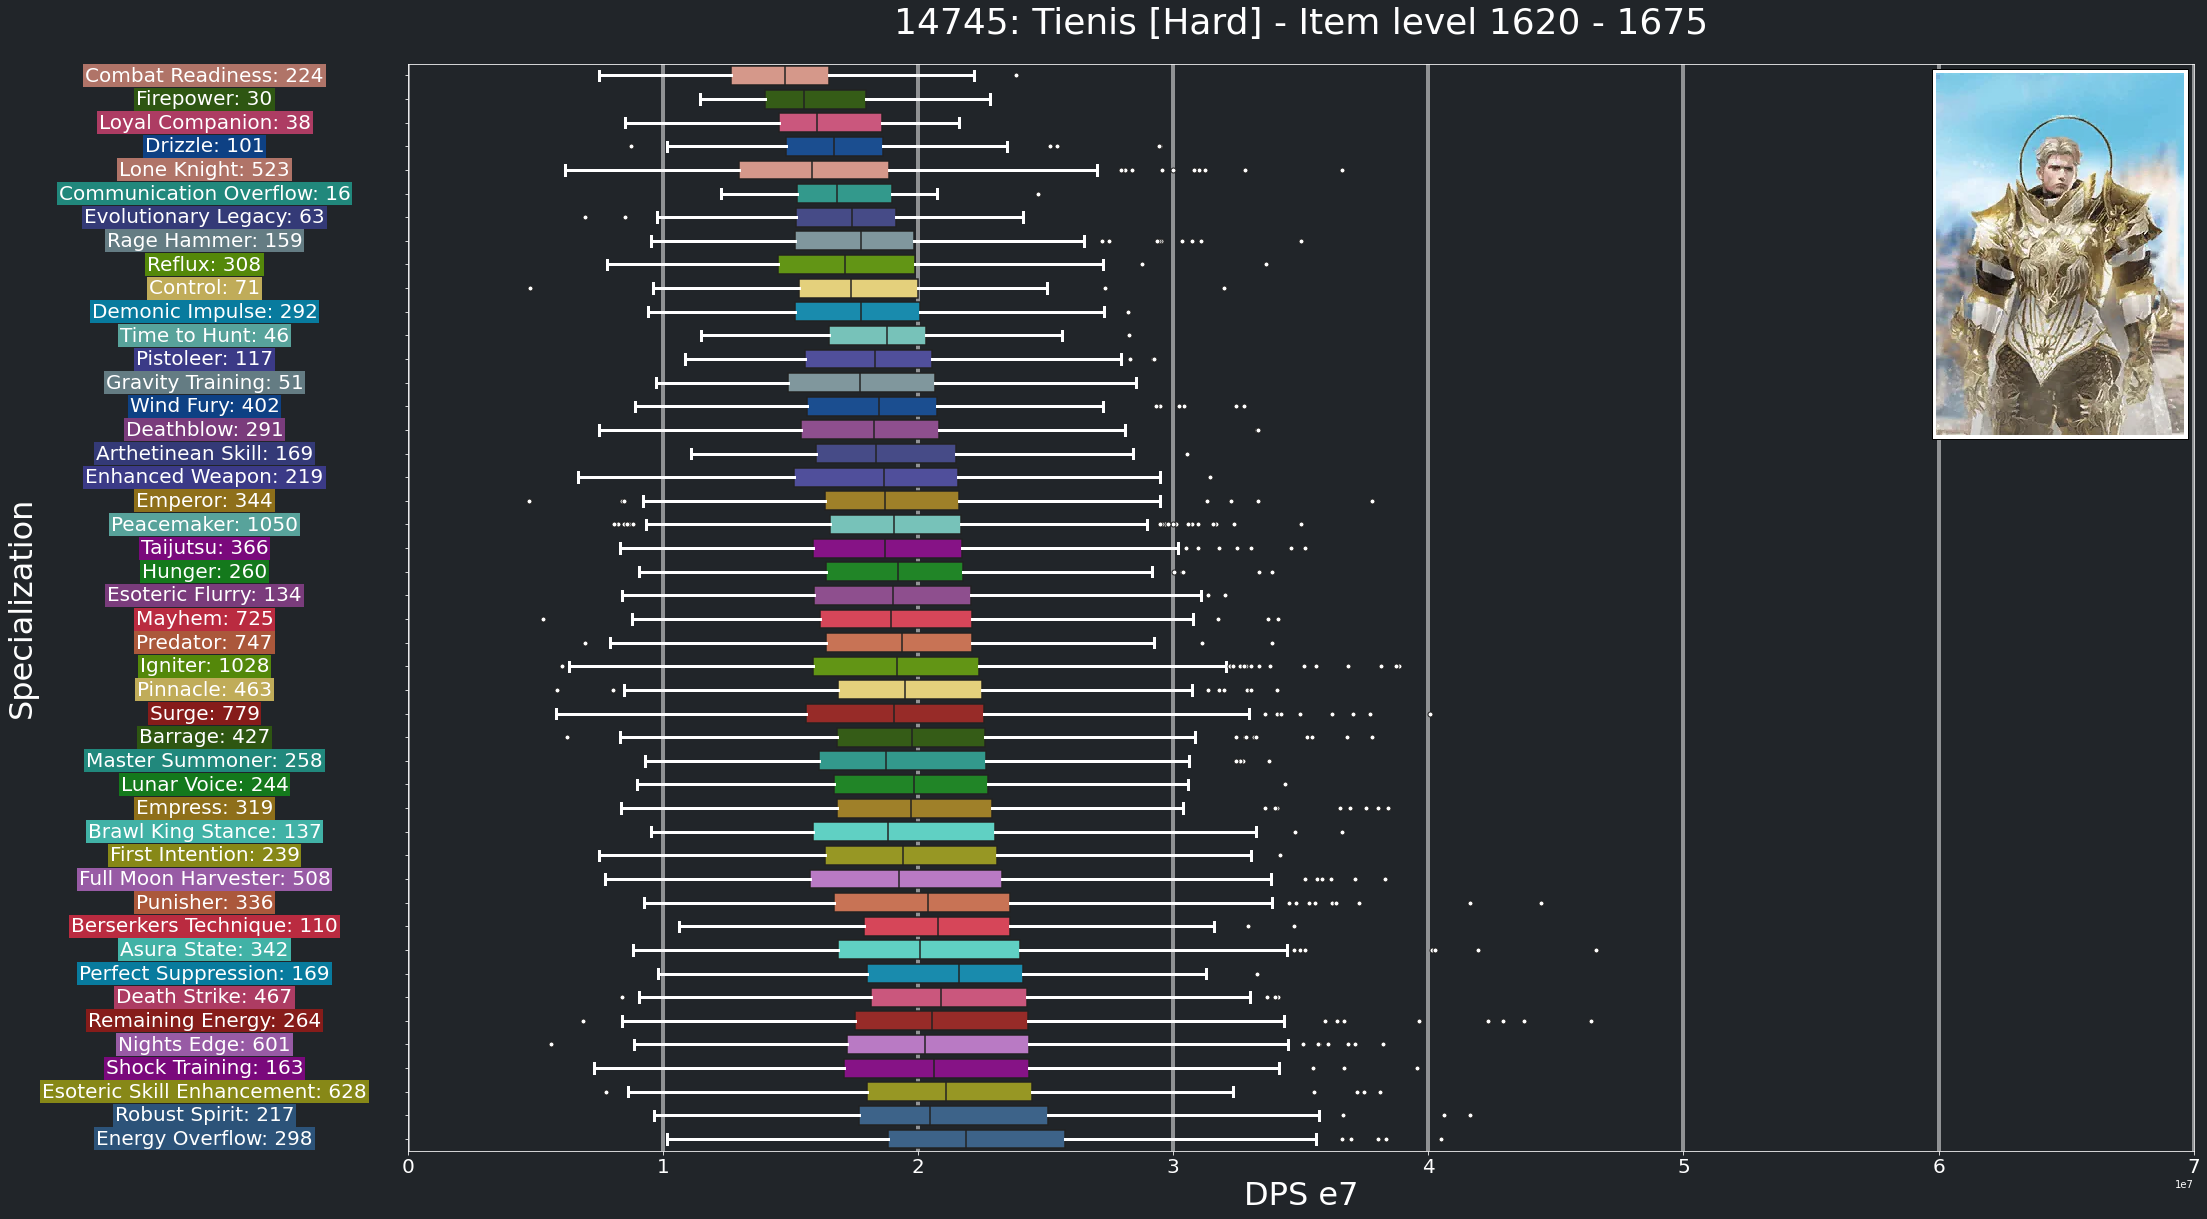 14745: Tienis [Hard] - Item level 1620 - 1675
Specialization
Combat Readiness: 224
Firepower: 30
Loyal Companion: 38
Drizzle: 101
Lone Knight: 523
Communication Overflow: 16
Evolutionary Legacy: 63
Rage Hammer: 159
Reflux: 308
Control: 71
Demonic Impulse: 292
Time to Hunt: 46
Pistoleer: 117
Gravity Training: 51
Wind Fury: 402
Deathblow: 291
Arthetinean Skill: 169
Enhanced Weapon: 219
Emperor: 344
Peacemaker: 1050
Taijutsu: 366
Hunger: 260
Esoteric Flurry: 134
Mayhem: 725
Predator: 747
Igniter: 1028
Pinnacle: 463
Surge: 779
Barrage: 427
Master Summoner: 258
Lunar Voice: 244
Empress: 319
Brawl King Stance: 137
First Intention: 239
Full Moon Harvester: 508
Punisher: 336
Berserkers Technique: 110
Asura State: 342
Perfect Suppression: 169
Death Strike: 467
Remaining Energy: 264
Nights Edge: 601
Shock Training: 163
Esoteric Skill Enhancement: 628
Robust Spirit: 217
Energy Overflow: 298
0 1 2 3 4 5 6 7
DPS e7
1e7